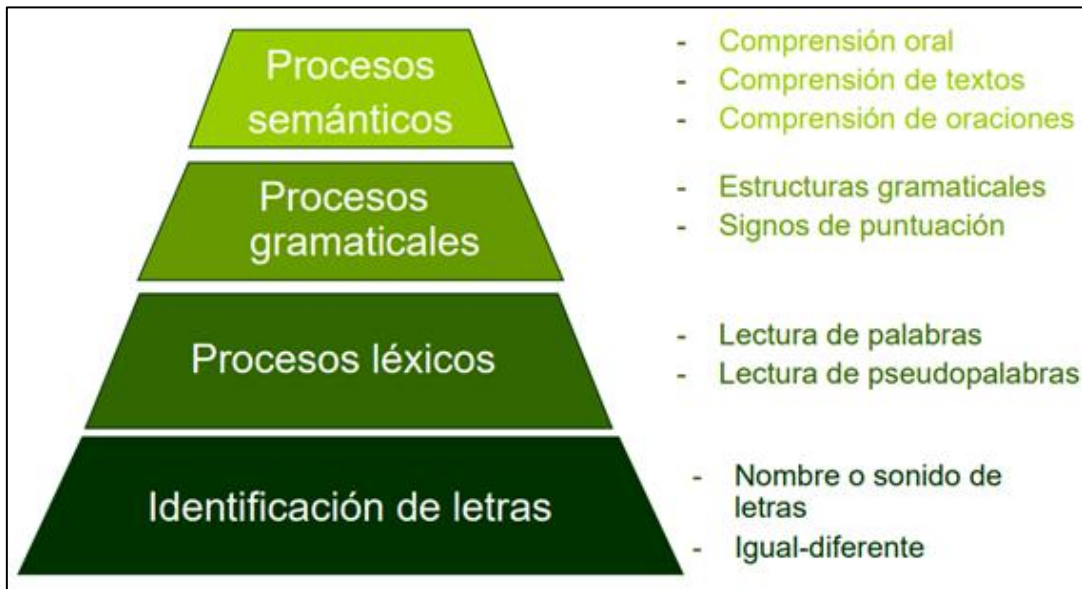 Procesos
semánticos
- Comprensión oral
- Comprensión de textos
- Comprensión de oraciones
Procesos
gramaticales
- Estructuras gramaticales
- Signos de puntuación
Procesos léxicos
- Lectura de palabras
- Lectura de pseudopalabras
Identificación de letras
- Nombre o sonido de
letras
- Igual-diferente